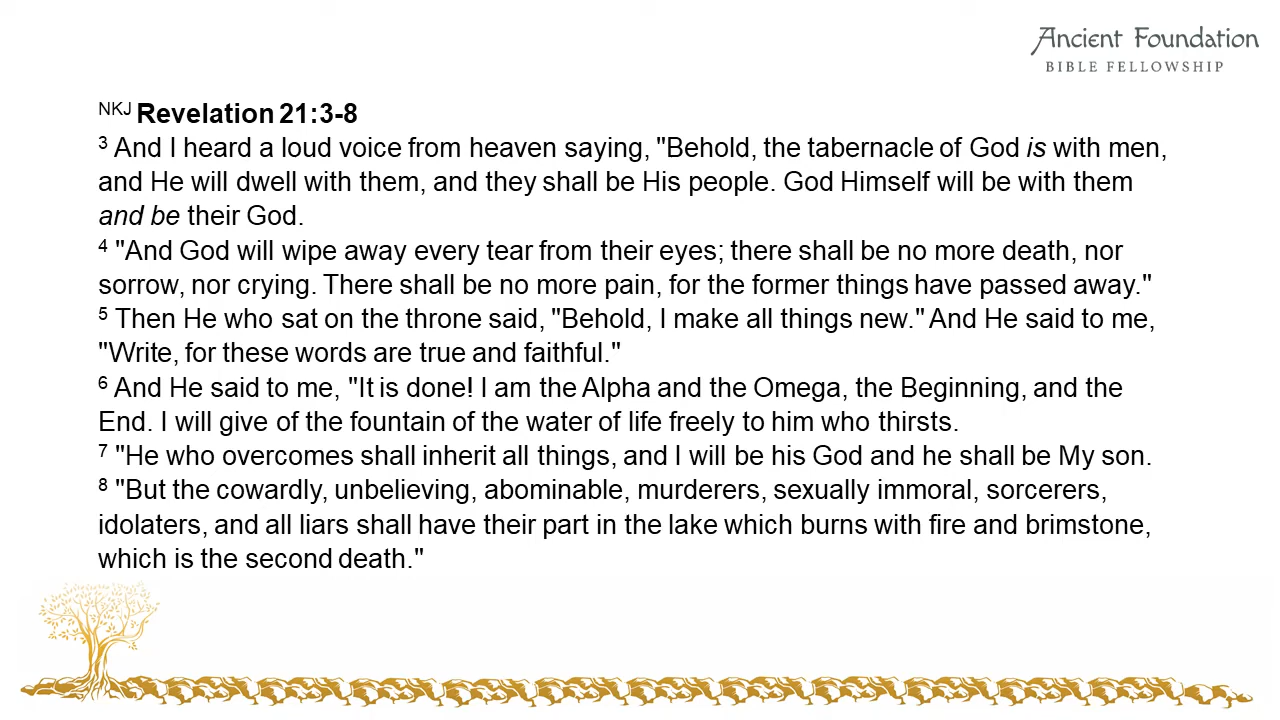 Ancient Foundation
BIBLE FELLOWSHIP
NKJ Revelation 21:3-8
3 And I heard a loud voice from heaven saying, "Behold, the tabernacle of God is with men,
and He will dwell with them, and they shall be His people. God Himself will be with them
and be their God.
4 "And God will wipe away every tear from their eyes; there shall be no more death, nor
sorrow, nor crying. There shall be no more pain, for the former things have passed away."
5 Then He who sat on the throne said, "Behold, I make all things new." And He said to me,
"Write, for these words are true and faithful."
6 And He said to me, "It is done! I am the Alpha and the Omega, the Beginning, and the
End. I will give of the fountain of the water of life freely to him who thirsts.
7 "He who overcomes shall inherit all things, and I will be his God and he shall be My son.
8 "But the cowardly, unbelieving, abominable, murderers, sexually immoral, sorcerers,
idolaters, and all liars shall have their part in the lake which burns with fire and brimstone,
which is the second death."